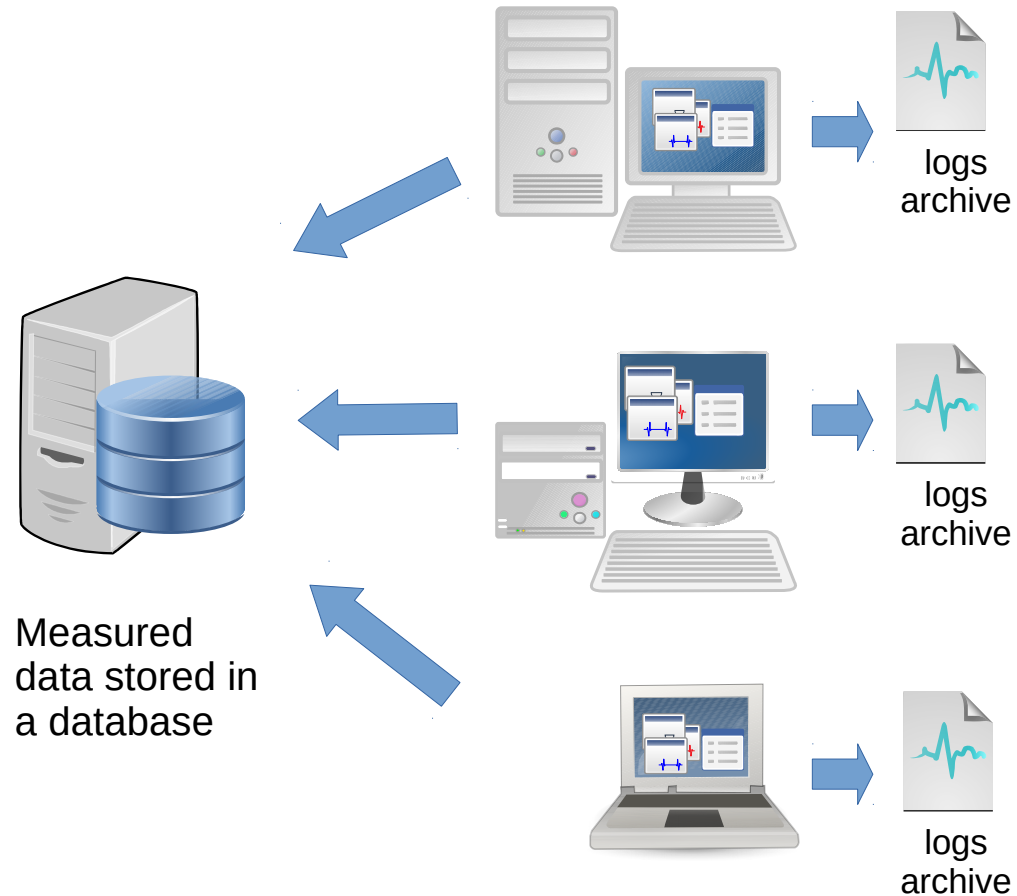 logs
archive
logs
archive
Measured
data stored in
a database
logs
archive